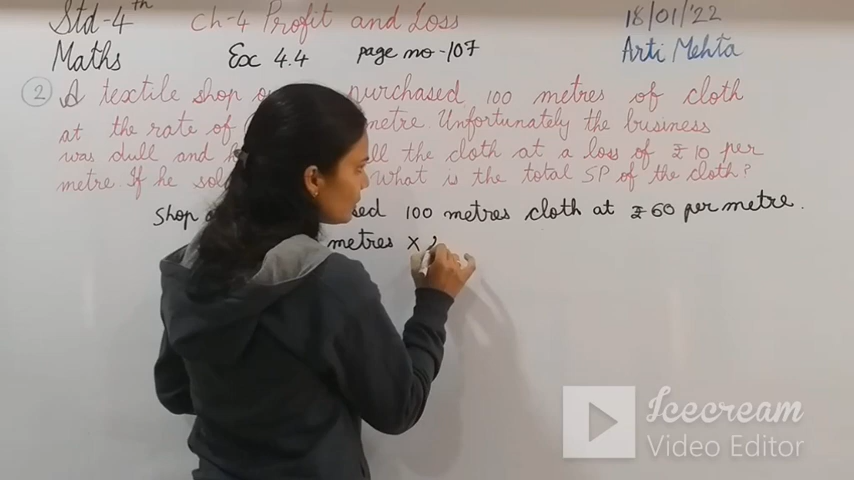 Std-4th Ch-4 Profit and Loss 18/01/'22
Maths Ex 4.4 page no-107 Arti Mehta
2 A textile shop purchased 100 metres of cloth
at the rate of metre. Unfortunately the business
was dull and ll the cloth at a loss of ₹ 10 per
metre. If he sol what is the total SP of the cloth?
Shop sed 100 metres cloth at ₹ 60 per metre.
metres x
Icecream
Video Editor